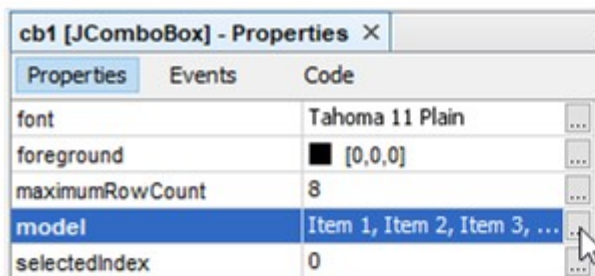 cb1 [JComboBox] - Properties ×
Properties Events Code
font Tahoma 11 Plain ...
foreground [0,0,0] ...
maximumRowCount 8 ...
model Item 1, Item 2, Item 3, ... ...
selectedIndex 0 ...